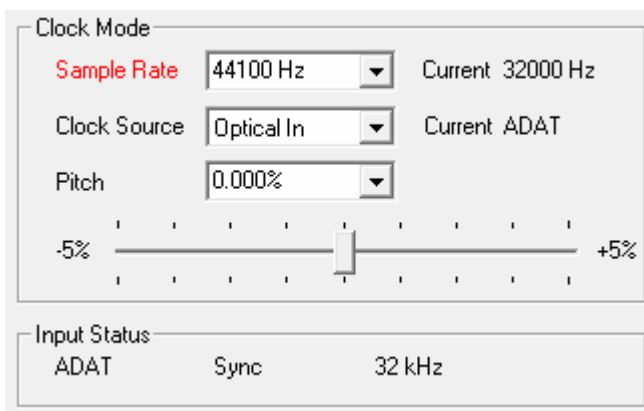 Clock Mode
Sample Rate 44100 Hz Current 32000 Hz
Clock Source Optical In Current ADAT
Pitch 0.000%
-5% +5%
Input Status
ADAT Sync 32 kHz